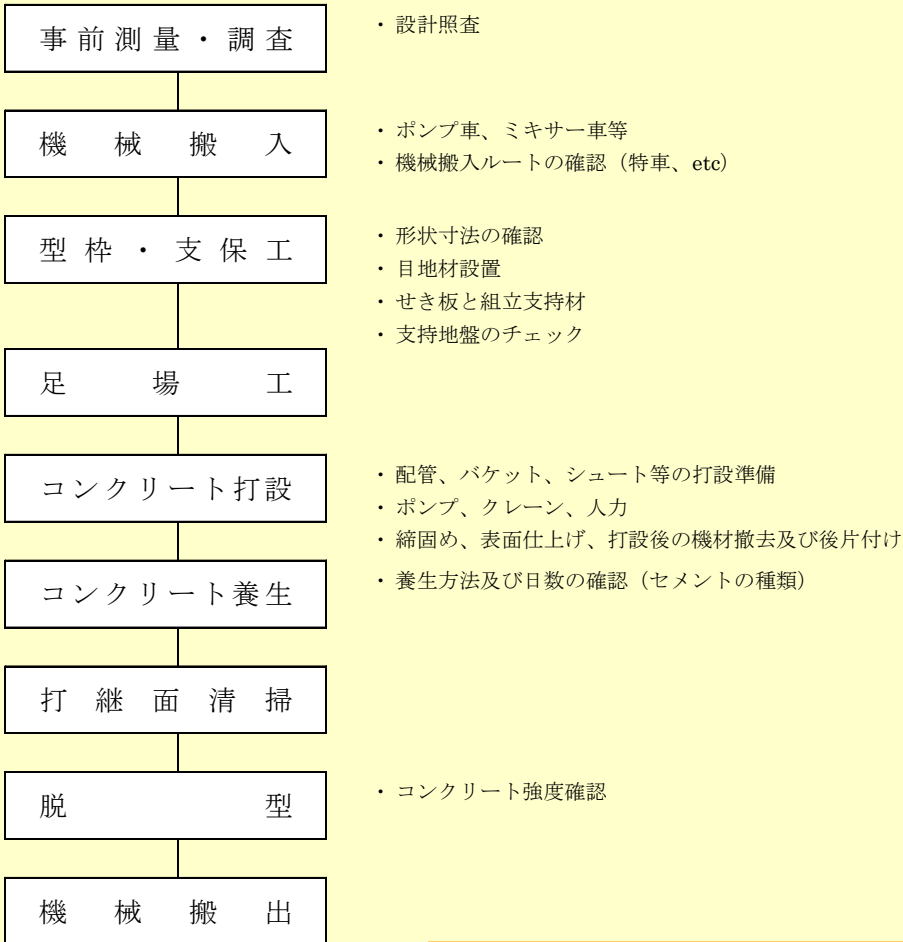 事前測量・調査
・設計照査
機械搬入
・ポンプ車、ミキサー車等
・機械搬入ルートの確認（特車、etc）
型枠・支保工
・形状寸法の確認
・目地材設置
・せき板と組立支持材
・支持地盤のチェック
足場工
コンクリート打設
・配管、バケット、シュート等の打設準備
・ポンプ、クレーン、人力
・締固め、表面仕上げ、打設後の機材撤去及び後片付け
コンクリート養生
・養生方法及び日数の確認（セメントの種類）
打継面清掃
脱型
・コンクリート強度確認
機械搬出